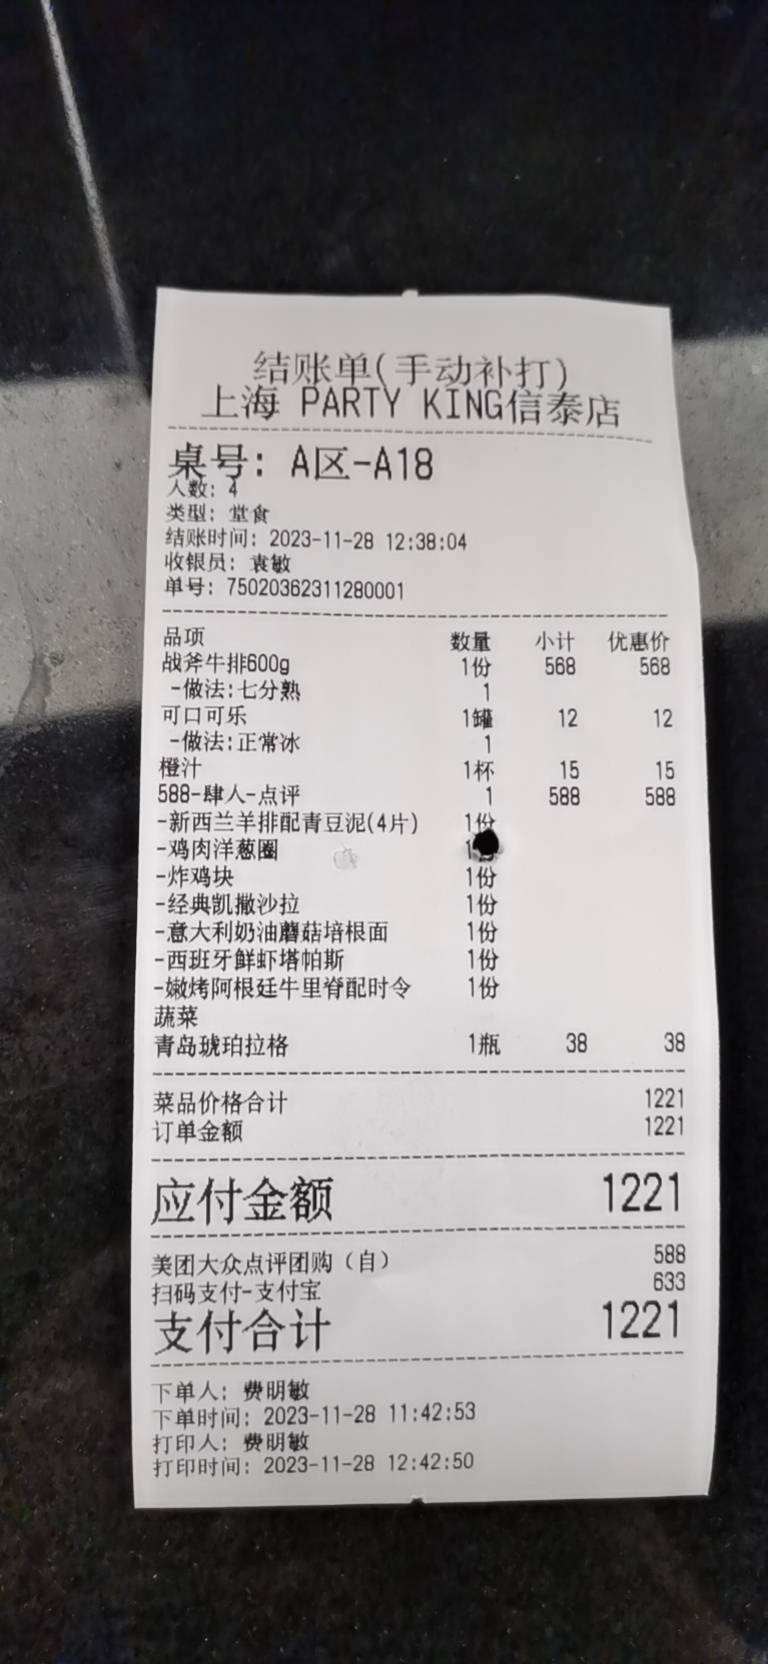 结账单(手动补打)
上海 PARTY KING信泰店
桌号: A区-A18
人数: 4
类型: 堂食
结账时间: 2023-11-28 12:38:04
收银员: 袁敏
单号: 75020362311280001
品项 数量 小计 优惠价
战斧牛排600g 1份 568 568
-做法:七分熟 1
可口可乐 1罐 12 12
-做法:正常冰 1
橙汁 1杯 15 15
588-肆人-点评 1 588 588
-新西兰羊排配青豆泥(4片) 1份
-鸡肉洋葱圈
-炸鸡块 1份
-经典凯撒沙拉 1份
-意大利奶油蘑菇培根面 1份
-西班牙鲜虾塔帕斯 1份
-嫩烤阿根廷牛里脊配时令 1份
蔬菜
青岛琥珀拉格 1瓶 38 38
菜品价格合计 1221
订单金额 1221
应付金额 1221
美团大众点评团购（自） 588
扫码支付-支付宝 633
支付合计 1221
下单人: 费明敏
下单时间: 2023-11-28 11:42:53
打印人: 费明敏
打印时间: 2023-11-28 12:42:50